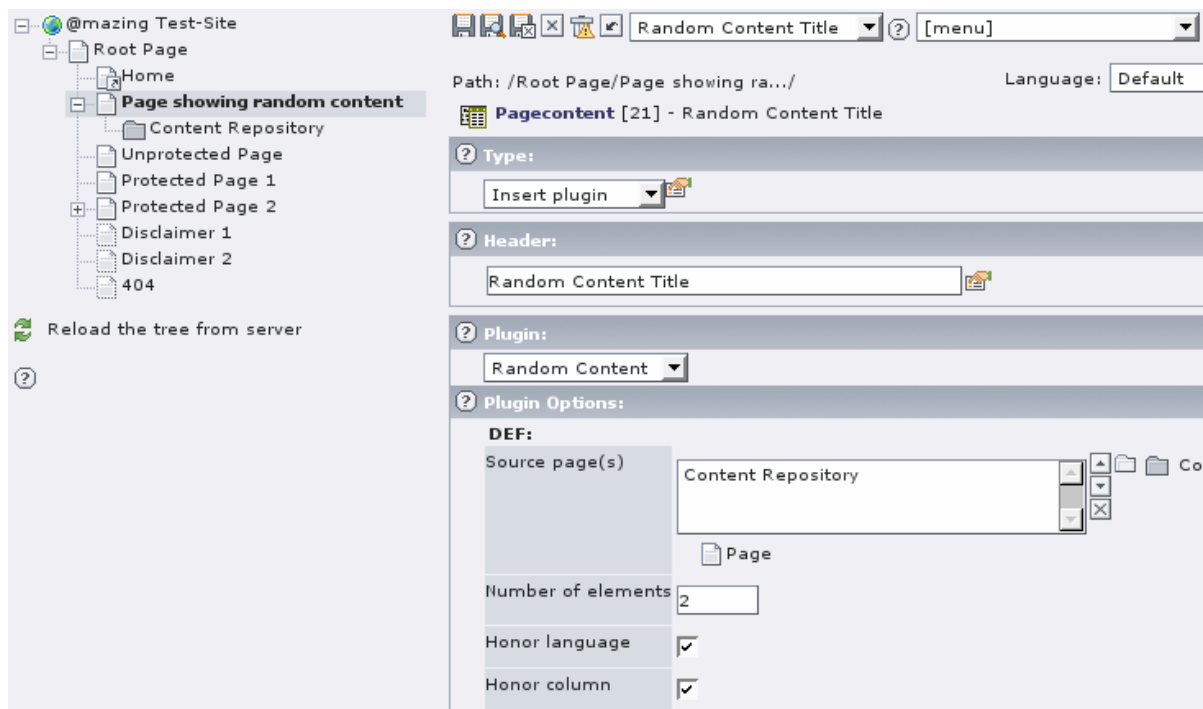 @mazing Test-Site
Root Page
Home
Page showing random content
Content Repository
Unprotected Page
Protected Page 1
Protected Page 2
Disclaimer 1
Disclaimer 2
404
Reload the tree from server
Random Content Title [menu]
Path: /Root Page/Page showing ra.../ Language: Default
Pagecontent [21] - Random Content Title
Type:
Insert plugin
Header:
Random Content Title
Plugin:
Random Content
Plugin Options:
DEF:
Source page(s)
Content Repository
Co
Page
Number of elements 2
Honor language
Honor column